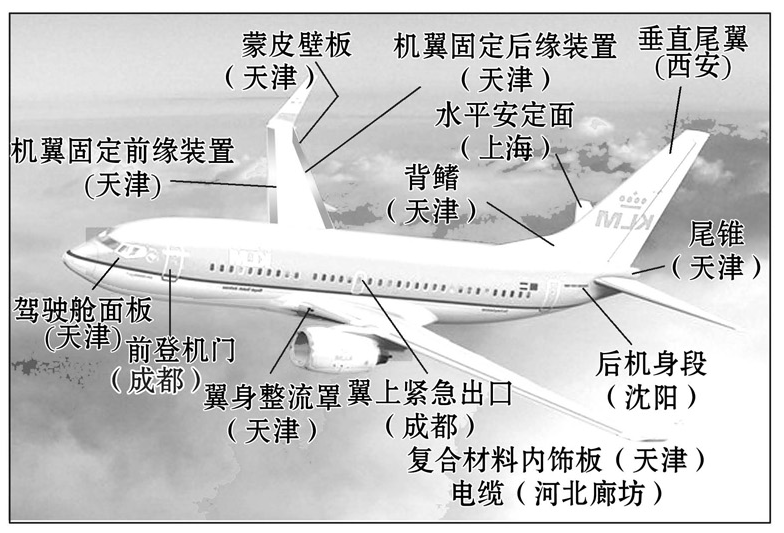 蒙皮壁板
（天津）
机翼固定后缘装置
（天津）
垂直尾翼
(西安)
水平安定面
（上海）
机翼固定前缘装置
(天津)
背鳍
（天津）
尾锥
（天津）
驾驶舱面板
(天津)
前登机门
（成都）
翼身整流罩
（天津）
翼上紧急出口
（成都）
后机身段
（沈阳）
复合材料内饰板（天津）
电缆（河北廊坊）
KLM